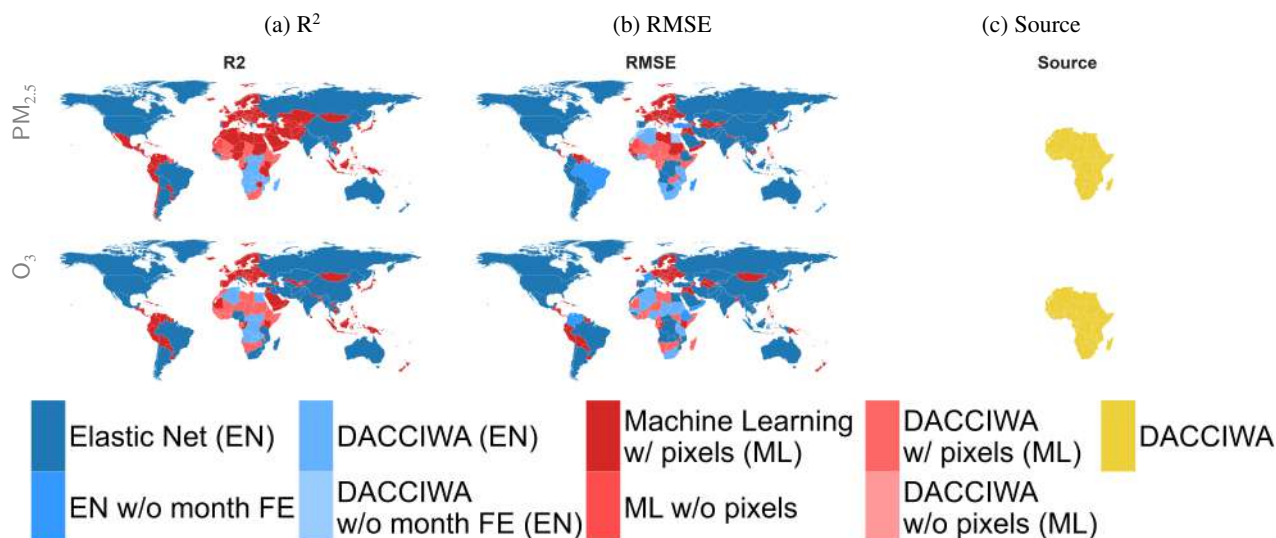 (a) R² (b) RMSE (c) Source
R2 RMSE Source
PM2.5
O3
Elastic Net (EN)
EN w/o month FE
DACCIWA (EN)
DACCIWA
w/o month FE (EN)
Machine Learning
w/ pixels (ML)
ML w/o pixels
DACCIWA
w/ pixels (ML)
DACCIWA
w/o pixels (ML)
DACCIWA